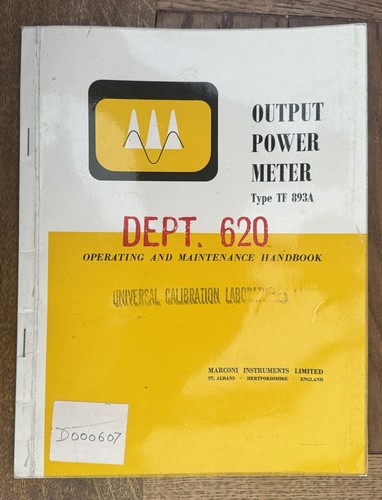 OUTPUT
POWER
METER
Type TF 893A
DEPT. 620
OPERATING AND MAINTENANCE HANDBOOK
UNIVERSAL CALIBRATION LABORATORIES
MARCONI INSTRUMENTS LIMITED
ST. ALBANS · HERTFORDSHIRE · ENGLAND
D000607